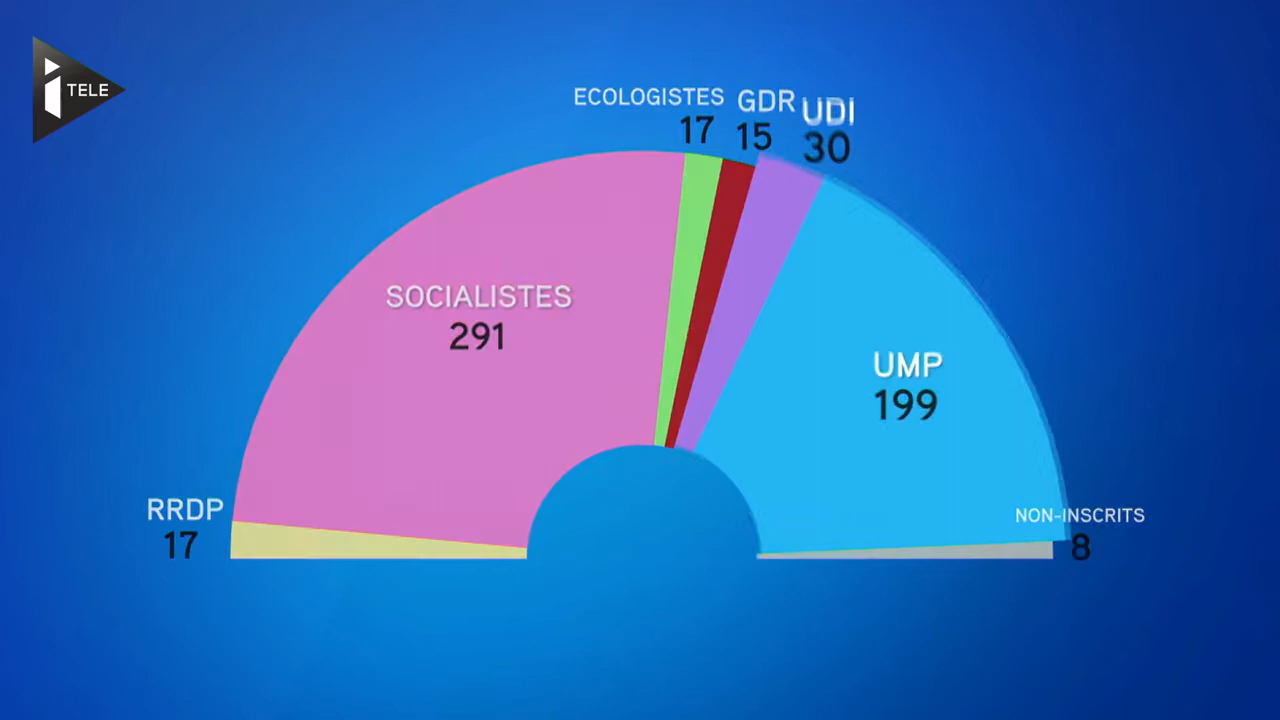 i TELE
ECOLOGISTES
17
GDR
15
UDI
30
SOCIALISTES
291
UMP
199
RRDP
17
NON-INSCRITS
8